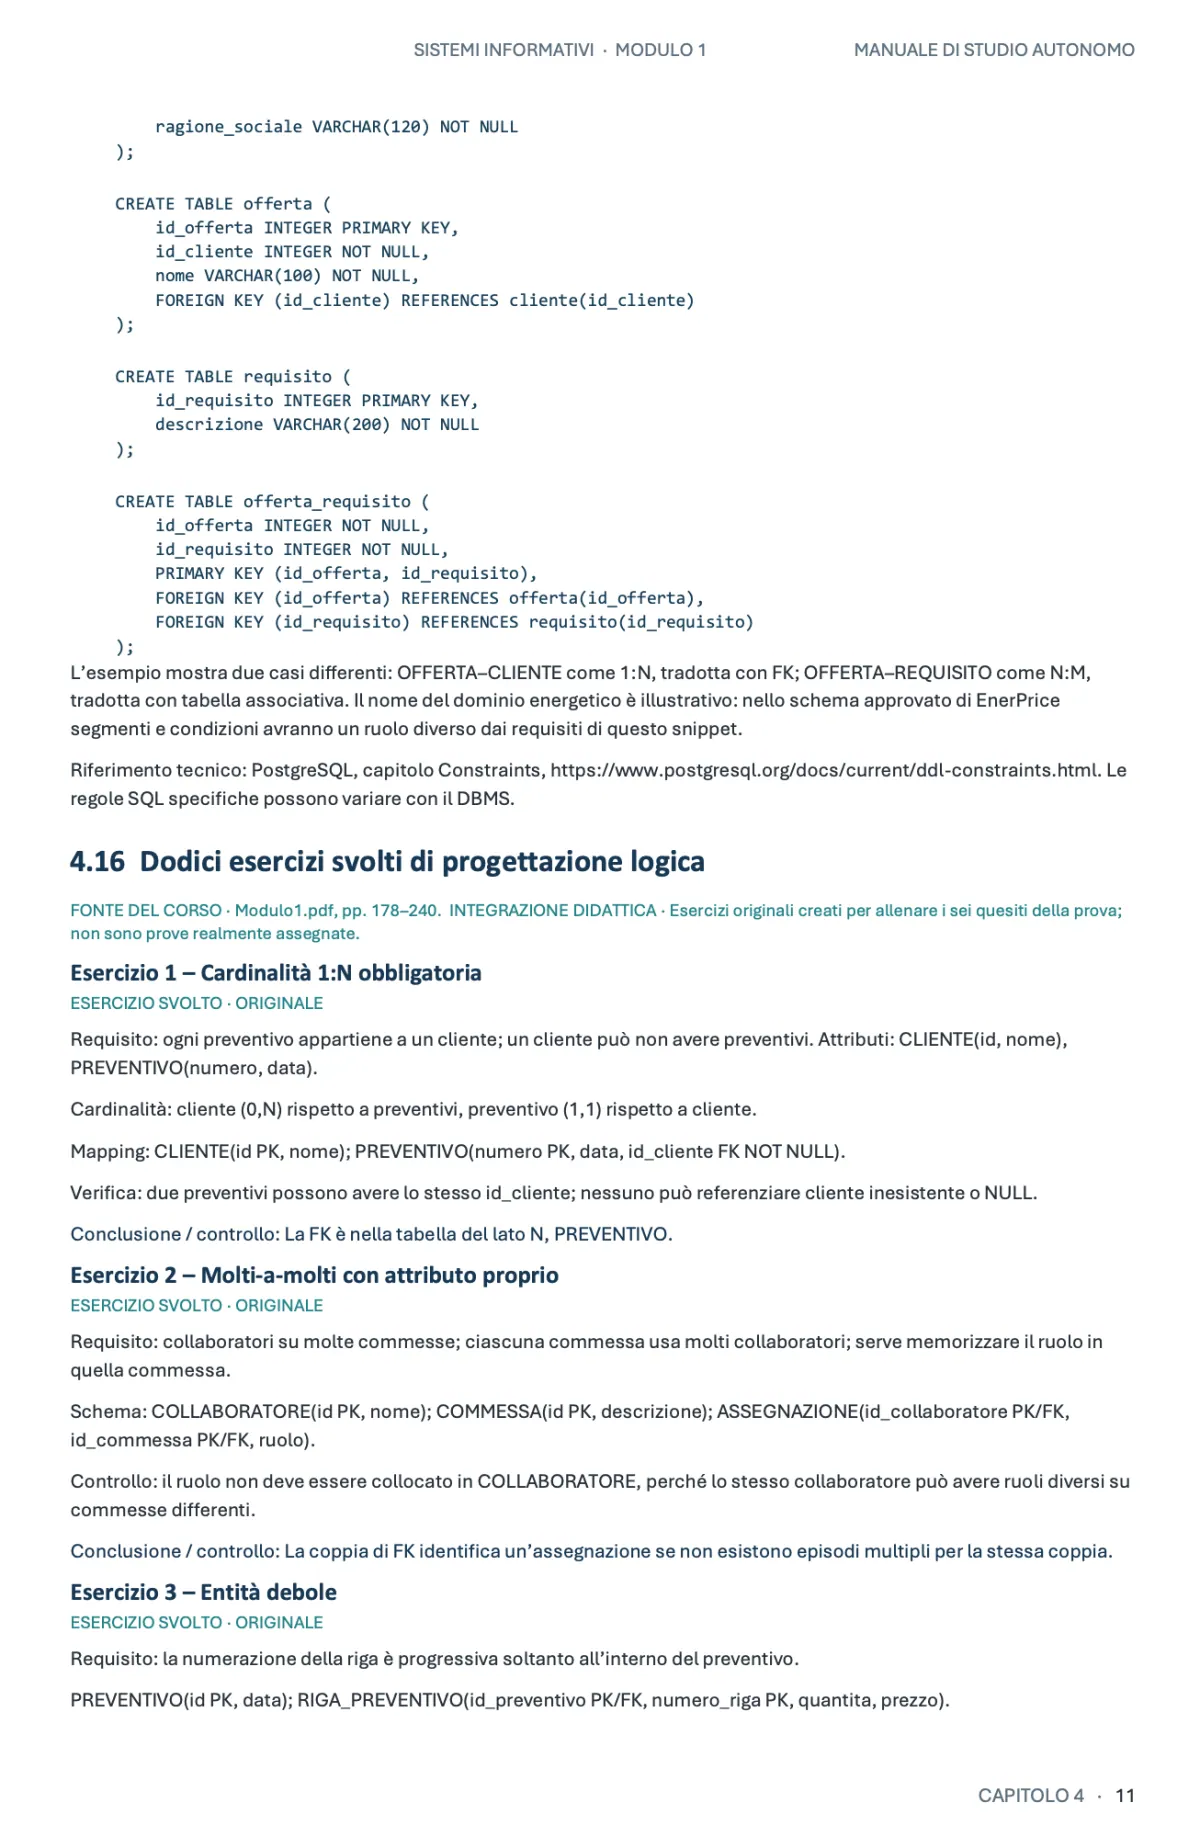 SISTEMI INFORMATIVI · MODULO 1 MANUALE DI STUDIO AUTONOMO
ragione_sociale VARCHAR(120) NOT NULL
);
CREATE TABLE offerta (
id_offerta INTEGER PRIMARY KEY,
id_cliente INTEGER NOT NULL,
nome VARCHAR(100) NOT NULL,
FOREIGN KEY (id_cliente) REFERENCES cliente(id_cliente)
);
CREATE TABLE requisito (
id_requisito INTEGER PRIMARY KEY,
descrizione VARCHAR(200) NOT NULL
);
CREATE TABLE offerta_requisito (
id_offerta INTEGER NOT NULL,
id_requisito INTEGER NOT NULL,
PRIMARY KEY (id_offerta, id_requisito),
FOREIGN KEY (id_offerta) REFERENCES offerta(id_offerta),
FOREIGN KEY (id_requisito) REFERENCES requisito(id_requisito)
);
L’esempio mostra due casi differenti: OFFERTA–CLIENTE come 1:N, tradotta con FK; OFFERTA–REQUISITO come N:M,
tradotta con tabella associativa. Il nome del dominio energetico è illustrativo: nello schema approvato di EnerPrice
segmenti e condizioni avranno un ruolo diverso dai requisiti di questo snippet.
Riferimento tecnico: PostgreSQL, capitolo Constraints, https://www.postgresql.org/docs/current/ddl-constraints.html. Le
regole SQL specifiche possono variare con il DBMS.
4.16 Dodici esercizi svolti di progettazione logica
FONTE DEL CORSO · Modulo1.pdf, pp. 178–240. INTEGRAZIONE DIDATTICA · Esercizi originali creati per allenare i sei quesiti della prova;
non sono prove realmente assegnate.
Esercizio 1 – Cardinalità 1:N obbligatoria
ESERCIZIO SVOLTO · ORIGINALE
Requisito: ogni preventivo appartiene a un cliente; un cliente può non avere preventivi. Attributi: CLIENTE(id, nome),
PREVENTIVO(numero, data).
Cardinalità: cliente (0,N) rispetto a preventivi, preventivo (1,1) rispetto a cliente.
Mapping: CLIENTE(id PK, nome); PREVENTIVO(numero PK, data, id_cliente FK NOT NULL).
Verifica: due preventivi possono avere lo stesso id_cliente; nessuno può referenziare cliente inesistente o NULL.
Conclusione / controllo: La FK è nella tabella del lato N, PREVENTIVO.
Esercizio 2 – Molti-a-molti con attributo proprio
ESERCIZIO SVOLTO · ORIGINALE
Requisito: collaboratori su molte commesse; ciascuna commessa usa molti collaboratori; serve memorizzare il ruolo in
quella commessa.
Schema: COLLABORATORE(id PK, nome); COMMESSA(id PK, descrizione); ASSEGNAZIONE(id_collaboratore PK/FK,
id_commessa PK/FK, ruolo).
Controllo: il ruolo non deve essere collocato in COLLABORATORE, perché lo stesso collaboratore può avere ruoli diversi su
commesse differenti.
Conclusione / controllo: La coppia di FK identifica un’assegnazione se non esistono episodi multipli per la stessa coppia.
Esercizio 3 – Entità debole
ESERCIZIO SVOLTO · ORIGINALE
Requisito: la numerazione della riga è progressiva soltanto all’interno del preventivo.
PREVENTIVO(id PK, data); RIGA_PREVENTIVO(id_preventivo PK/FK, numero_riga PK, quantita, prezzo).
CAPITOLO 4 · 11